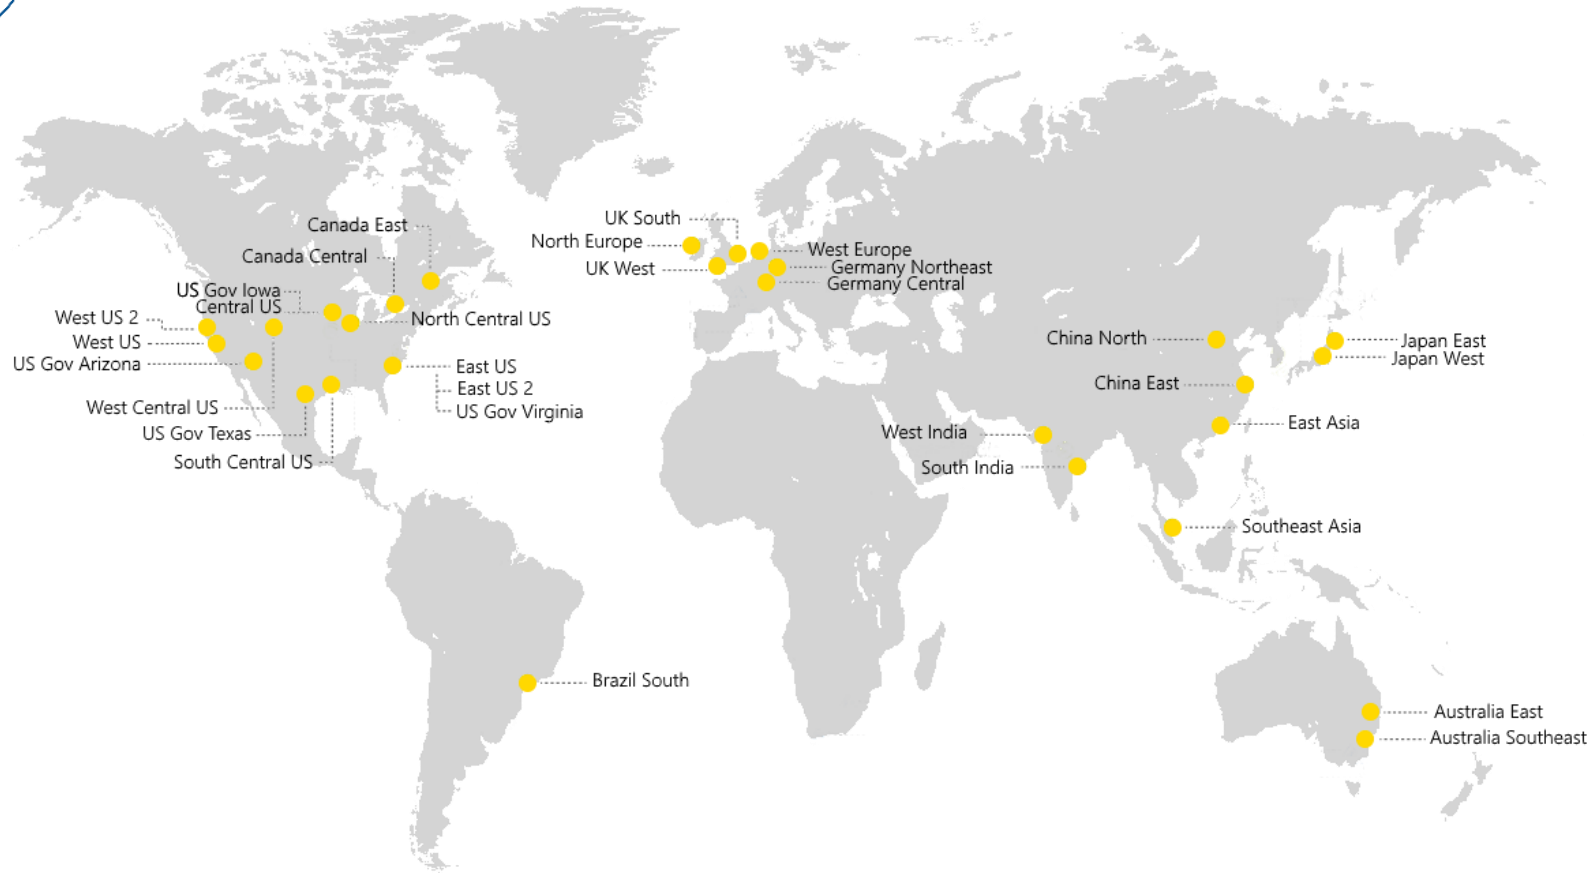 Canada East
Canada Central
US Gov Iowa
Central US
West US 2
West US
US Gov Arizona
North Central US
East US
East US 2
US Gov Virginia
West Central US
US Gov Texas
South Central US
Brazil South
UK South
North Europe
UK West
West Europe
Germany Northeast
Germany Central
China North
China East
Japan East
Japan West
East Asia
West India
South India
Southeast Asia
Australia East
Australia Southeast